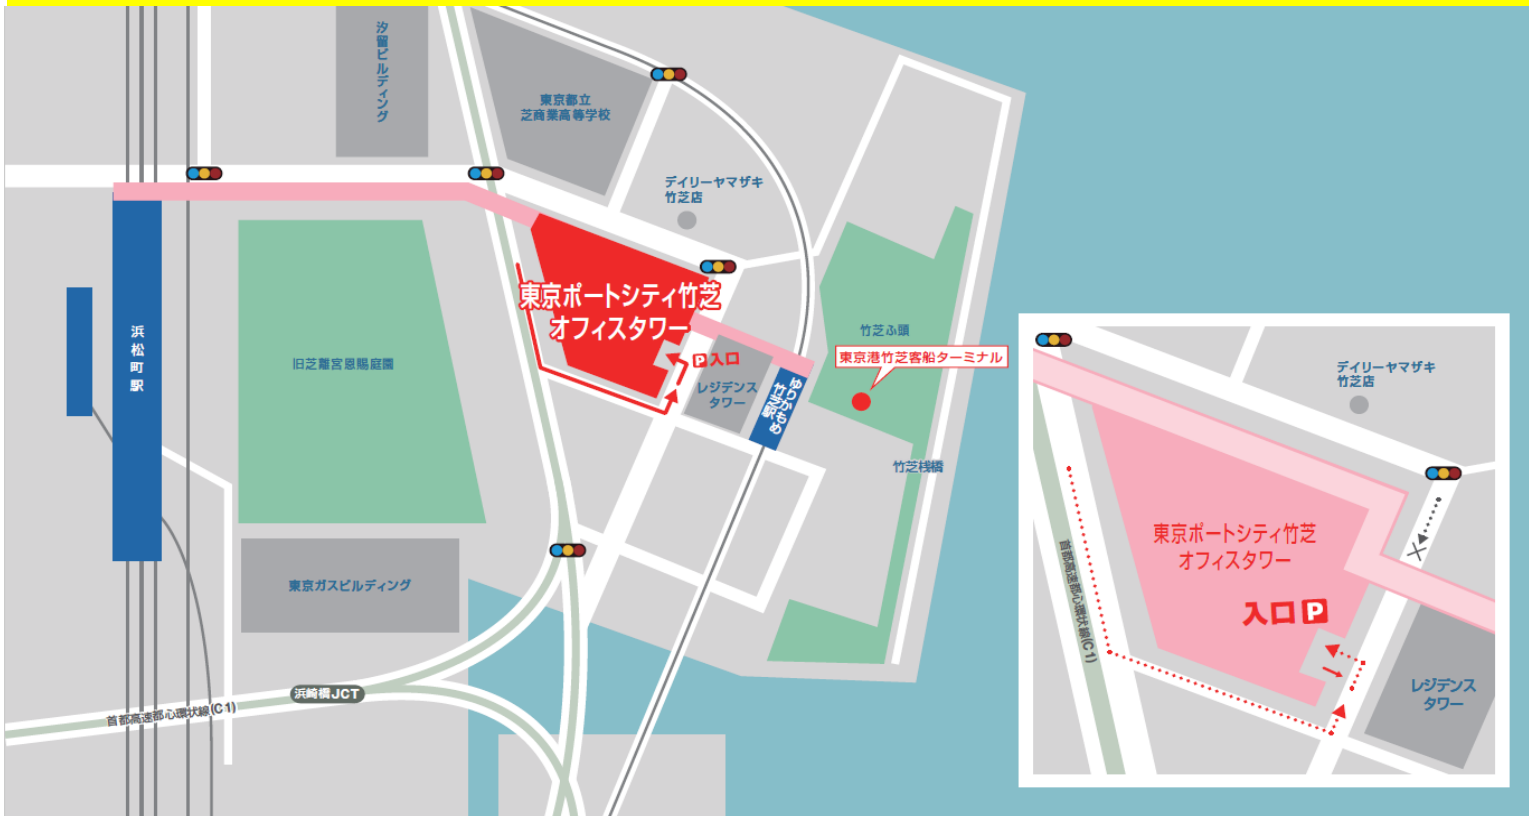 汐留ビルディング
東京都立
芝商業高等学校
デイリーヤマザキ
竹芝店
東京ポートシティ竹芝
オフィスタワー
浜松町駅
旧芝離宮恩賜庭園
P入口
レジデンス
タワー
ゆりかもめ
竹芝駅
竹芝ふ頭
東京港竹芝客船ターミナル
竹芝桟橋
東京ガスビルディング
浜崎橋JCT
首都高速都心環状線(C1)
デイリーヤマザキ
竹芝店
東京ポートシティ竹芝
オフィスタワー
入口P
首都高速都心環状線(C1)
レジデンス
タワー